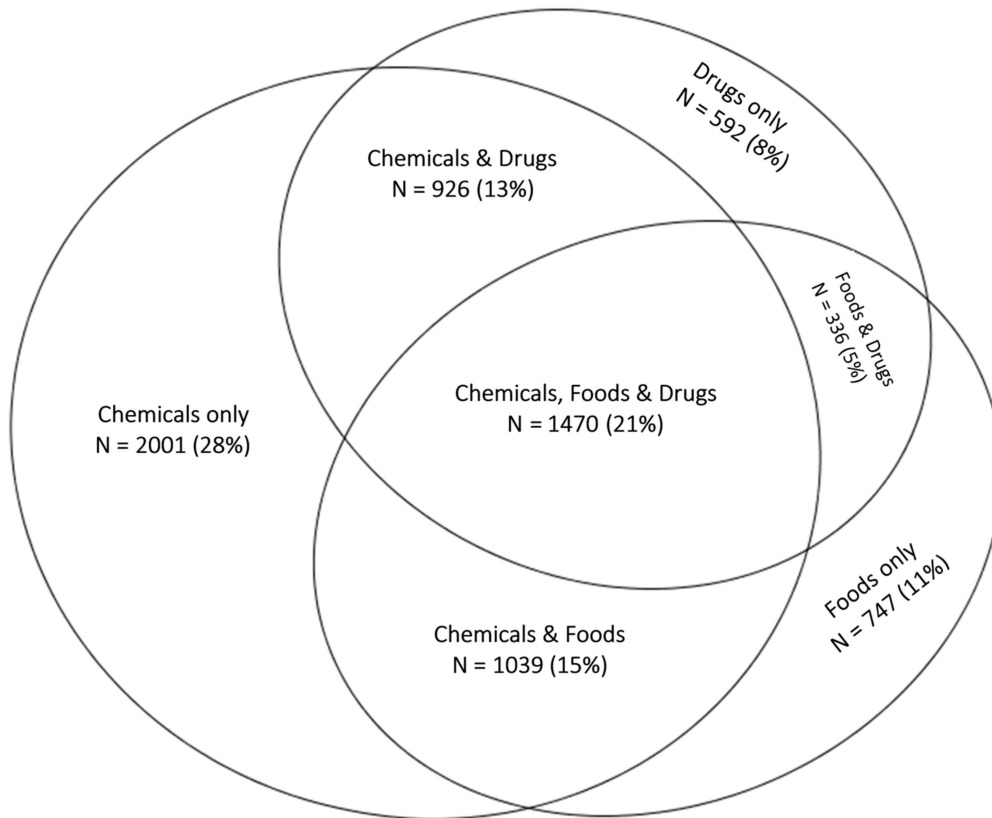 Drugs only
N = 592 (8%)
Chemicals & Drugs
N = 926 (13%)
Foods & Drugs
N = 336 (5%)
Chemicals, Foods & Drugs
N = 1470 (21%)
Chemicals only
N = 2001 (28%)
Foods only
N = 747 (11%)
Chemicals & Foods
N = 1039 (15%)